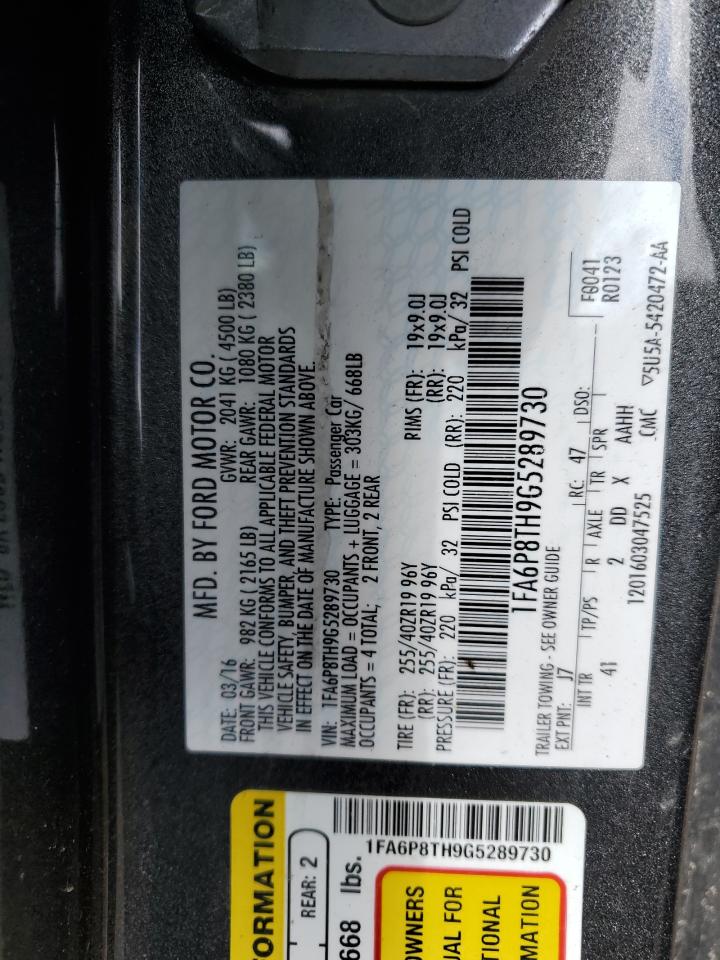 MFD. BY FORD MOTOR CO.
DATE: 03/16 GVWR: 2041 KG ( 4500 LB)
FRONT GAWR: 982 KG ( 2165 LB) REAR GAWR: 1080 KG ( 2380 LB)
THIS VEHICLE CONFORMS TO ALL APPLICABLE FEDERAL MOTOR
VEHICLE SAFETY, BUMPER, AND THEFT PREVENTION STANDARDS
IN EFFECT ON THE DATE OF MANUFACTURE SHOWN ABOVE.
VIN: 1FA6P8TH9G5289730 TYPE: Passenger Car
MAXIMUM LOAD = OCCUPANTS + LUGGAGE = 303KG/ 668LB
OCCUPANTS = 4 TOTAL; 2 FRONT, 2 REAR
TIRE (FR): 255/40ZR19 96Y RIMS (FR): 19x9.0J
(RR): 255/40ZR19 96Y (RR): 19x9.0J
PRESSURE (FR): 220 kPa/ 32 PSI COLD (RR): 220 kPa/ 32 PSI COLD
1FA6P8TH9G5289730
TRAILER TOWING - SEE OWNER GUIDE F0041
EXT PNT: J7 RC: 47 DSO: R0123
INT TR TP/PS R AXLE TR SPR
41 2 DD X AAHH
1201603047525 CMC ▽5U5A-5420472-AA
ORMATION
REAR: 2
668 lbs.
1FA6P8TH9G5289730
OWNERS
UAL FOR
TIONAL
MATION